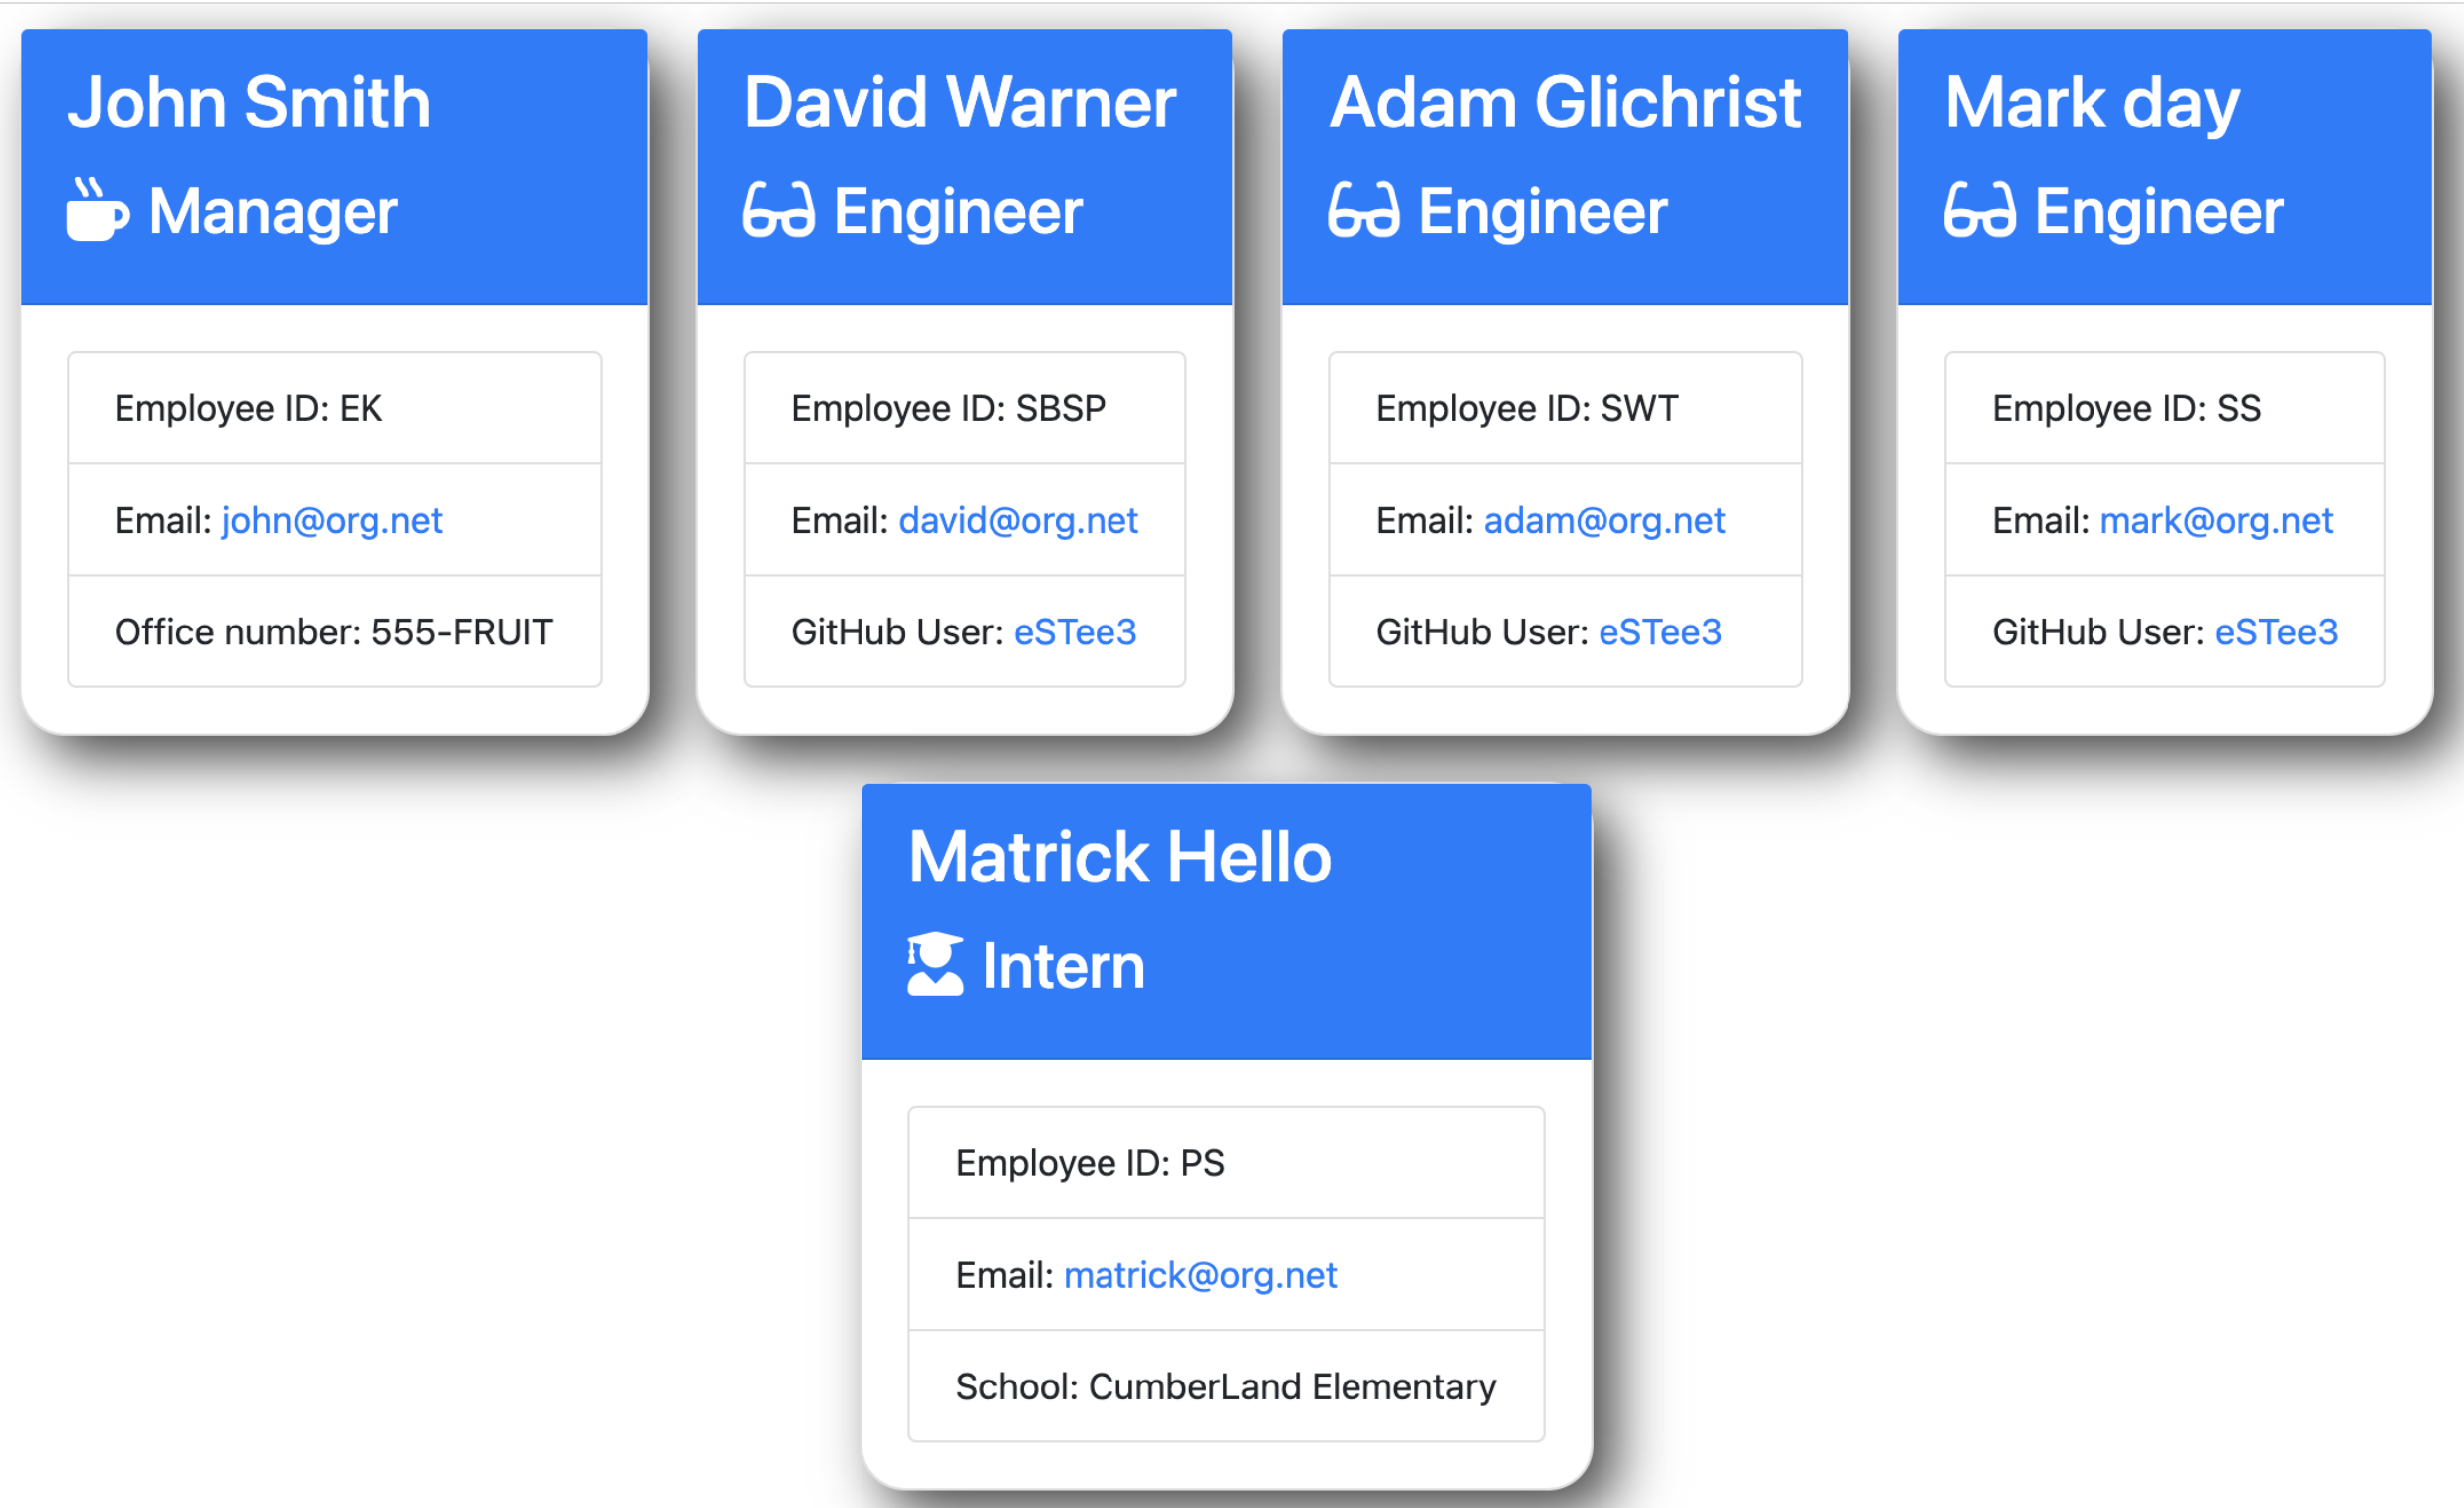 John Smith
Manager
Employee ID: EK
Email: john@org.net
Office number: 555-FRUIT
David Warner
Engineer
Employee ID: SBSP
Email: david@org.net
GitHub User: eSTee3
Adam Glichrist
Engineer
Employee ID: SWT
Email: adam@org.net
GitHub User: eSTee3
Mark day
Engineer
Employee ID: SS
Email: mark@org.net
GitHub User: eSTee3
Matrick Hello
Intern
Employee ID: PS
Email: matrick@org.net
School: CumberLand Elementary